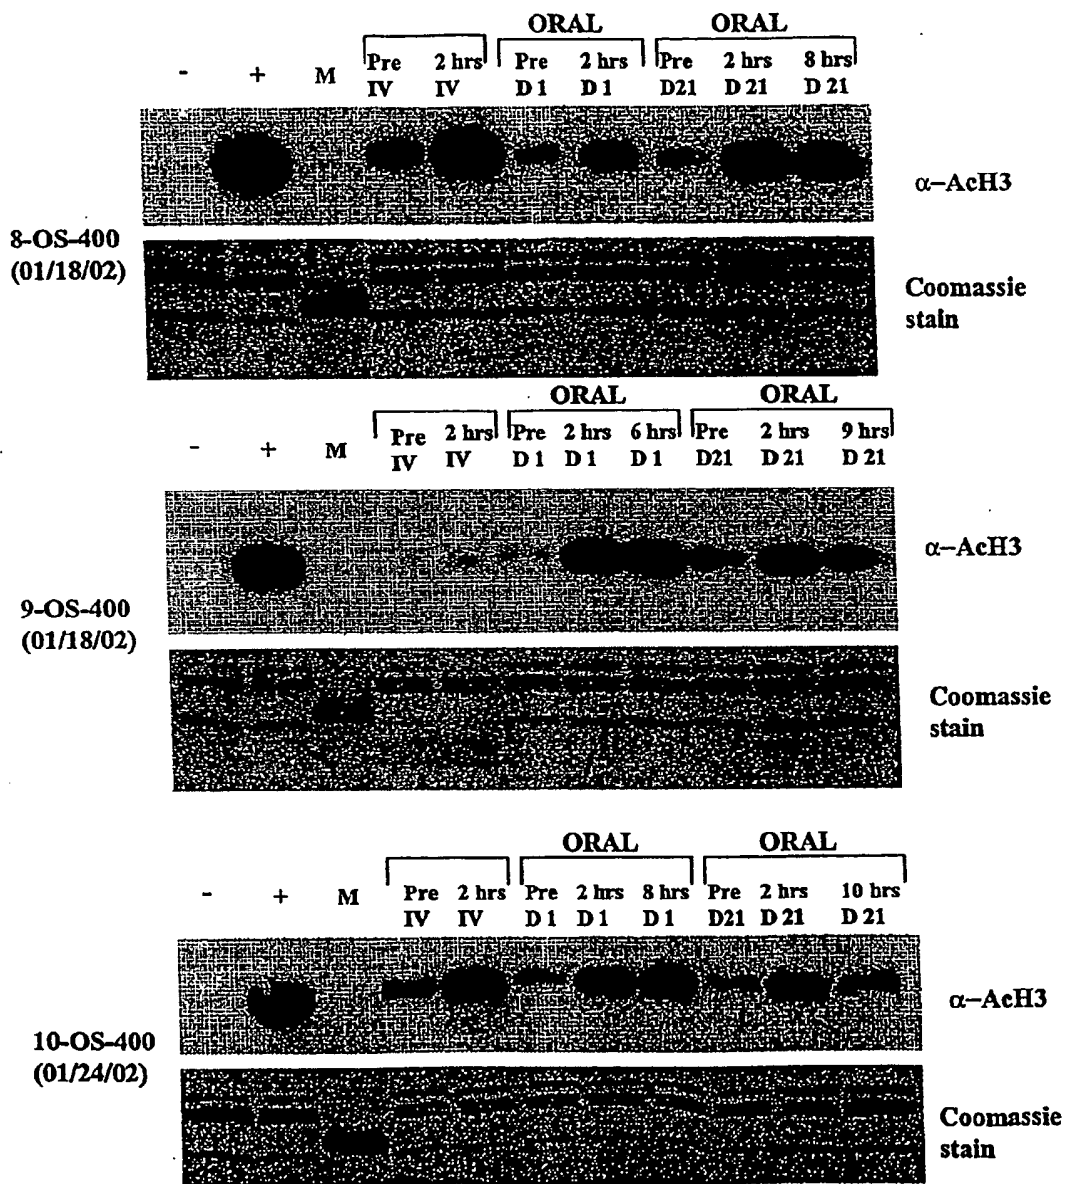 ORAL ORAL
- + M Pre 2 hrs Pre 2 hrs Pre 2 hrs 8 hrs
IV IV D 1 D 1 D21 D 21 D 21
α–AcH3
8-OS-400
(01/18/02)
Coomassie
stain
ORAL ORAL
- + M Pre 2 hrs Pre 2 hrs 6 hrs Pre 2 hrs 9 hrs
IV IV D 1 D 1 D 1 D21 D 21 D 21
α–AcH3
9-OS-400
(01/18/02)
Coomassie
stain
ORAL ORAL
- + M Pre 2 hrs Pre 2 hrs 8 hrs Pre 2 hrs 10 hrs
IV IV D 1 D 1 D 1 D21 D 21 D 21
α–AcH3
10-OS-400
(01/24/02)
Coomassie
stain